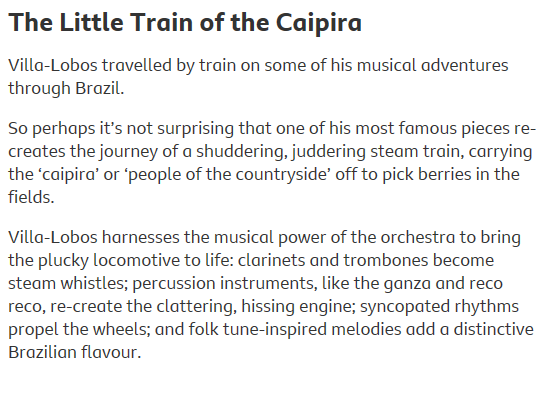 The Little Train of the Caipira
Villa-Lobos travelled by train on some of his musical adventures
through Brazil.
So perhaps it’s not surprising that one of his most famous pieces re-
creates the journey of a shuddering, juddering steam train, carrying
the ‘caipira’ or ‘people of the countryside’ off to pick berries in the
fields.
Villa-Lobos harnesses the musical power of the orchestra to bring
the plucky locomotive to life: clarinets and trombones become
steam whistles; percussion instruments, like the ganza and reco
reco, re-create the clattering, hissing engine; syncopated rhythms
propel the wheels; and folk tune-inspired melodies add a distinctive
Brazilian flavour.